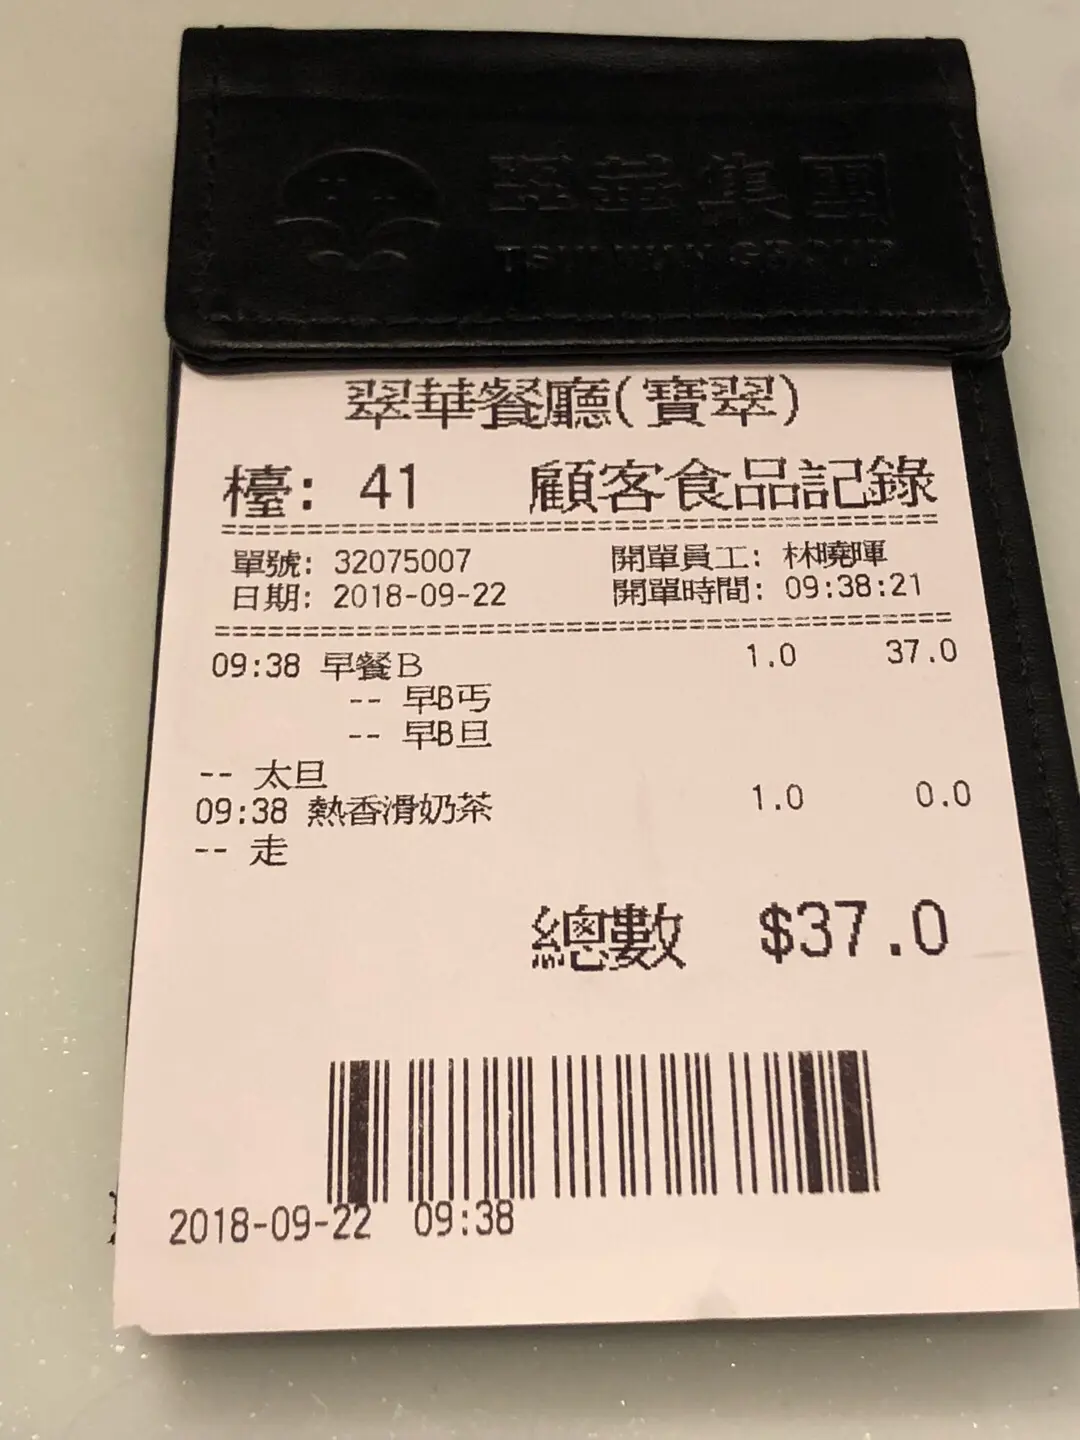 翠華集團
TSUI WAH GROUP
翠華餐廳(寶翠)
檯: 41 顧客食品記錄
單號: 32075007 開單員工: 林曉暉
日期: 2018-09-22 開單時間: 09:38:21
09:38 早餐B 1.0 37.0
-- 早B丐
-- 早B旦
-- 太旦
09:38 熱香滑奶茶 1.0 0.0
-- 走
總數 $37.0
2018-09-22 09:38